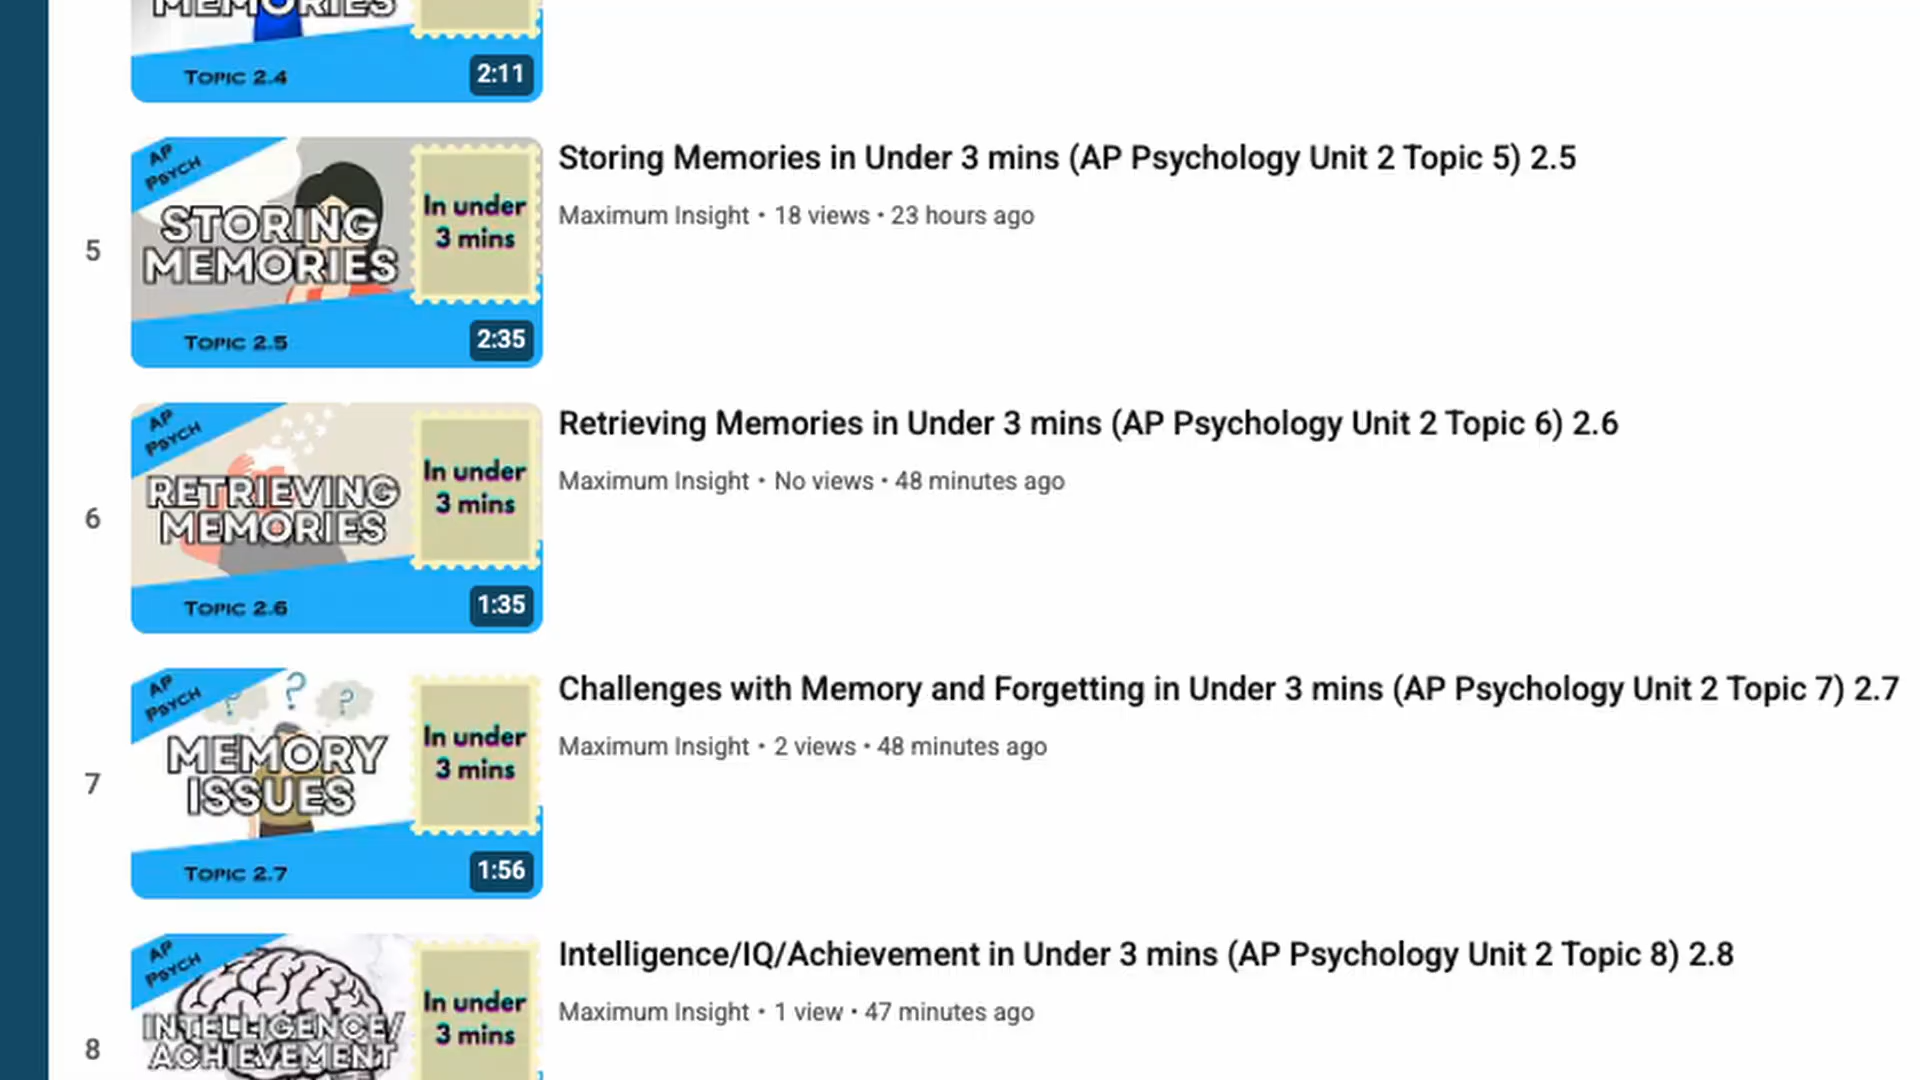 MEMORIES
TOPIC 2.4
2:11
5
AP
PSYCH
STORING
MEMORIES
In under
3 mins
TOPIC 2.5
2:35
Storing Memories in Under 3 mins (AP Psychology Unit 2 Topic 5) 2.5
Maximum Insight • 18 views • 23 hours ago
6
AP
PSYCH
RETRIEVING
MEMORIES
In under
3 mins
TOPIC 2.6
1:35
Retrieving Memories in Under 3 mins (AP Psychology Unit 2 Topic 6) 2.6
Maximum Insight • No views • 48 minutes ago
7
AP
PSYCH
? ? ?
MEMORY
ISSUES
In under
3 mins
TOPIC 2.7
1:56
Challenges with Memory and Forgetting in Under 3 mins (AP Psychology Unit 2 Topic 7) 2.7
Maximum Insight • 2 views • 48 minutes ago
8
AP
PSYCH
INTELLIGENCE/
ACHIEVEMENT
In under
3 mins
Intelligence/IQ/Achievement in Under 3 mins (AP Psychology Unit 2 Topic 8) 2.8
Maximum Insight • 1 view • 47 minutes ago